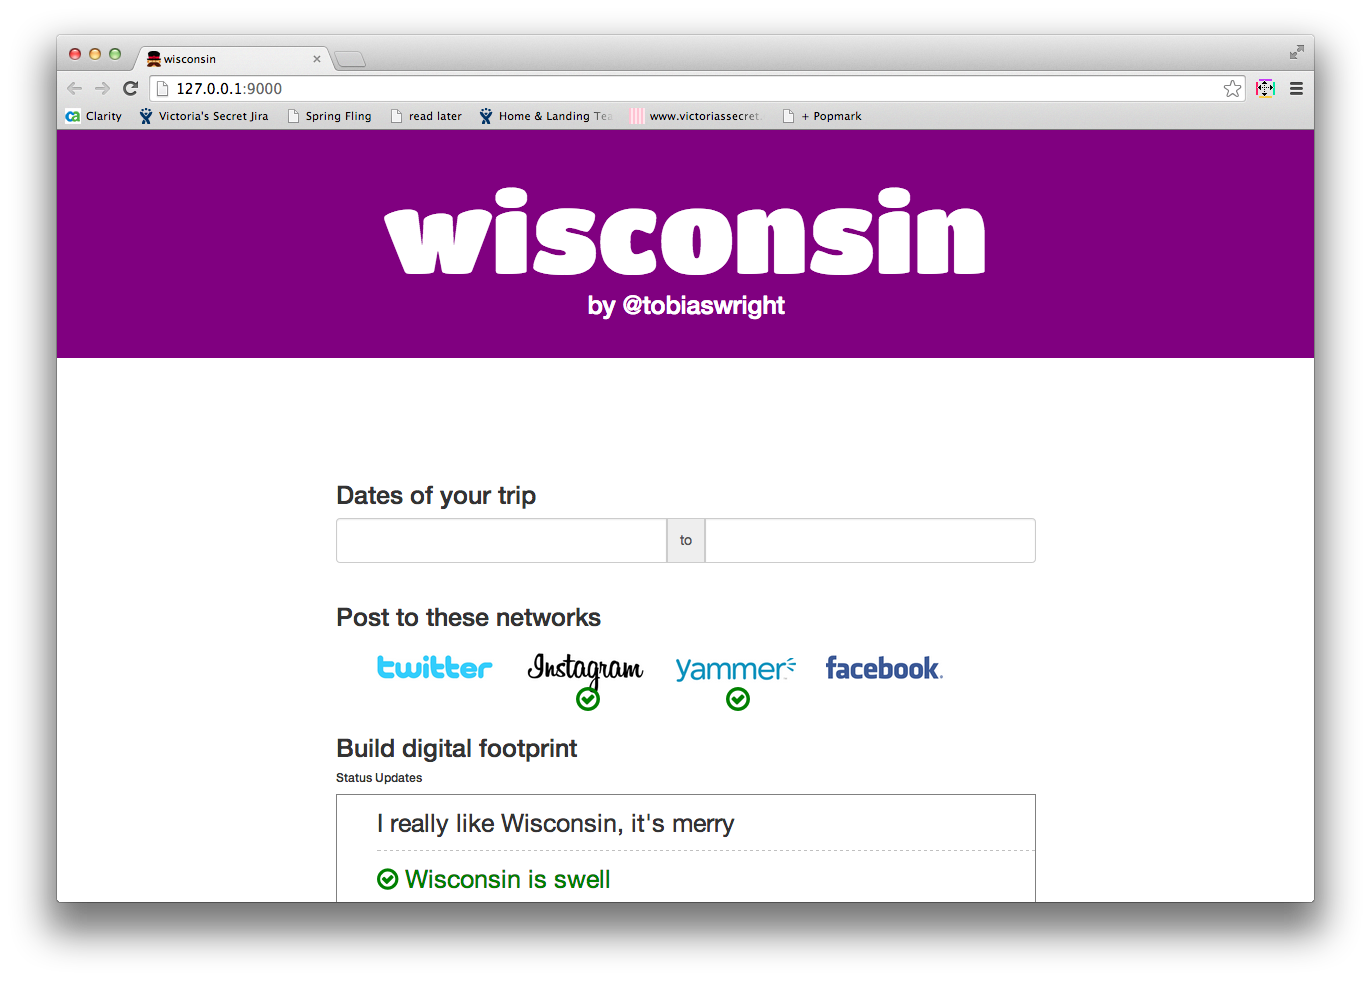 wisconsin
127.0.0.1:9000
Clarity Victoria's Secret Jira Spring Fling read later Home & Landing Tea www.victoriassecret. + Popmark
wisconsin
by @tobiaswright
Dates of your trip
to
Post to these networks
twitter Instagram yammer facebook.
Build digital footprint
Status Updates
I really like Wisconsin, it's merry
Wisconsin is swell